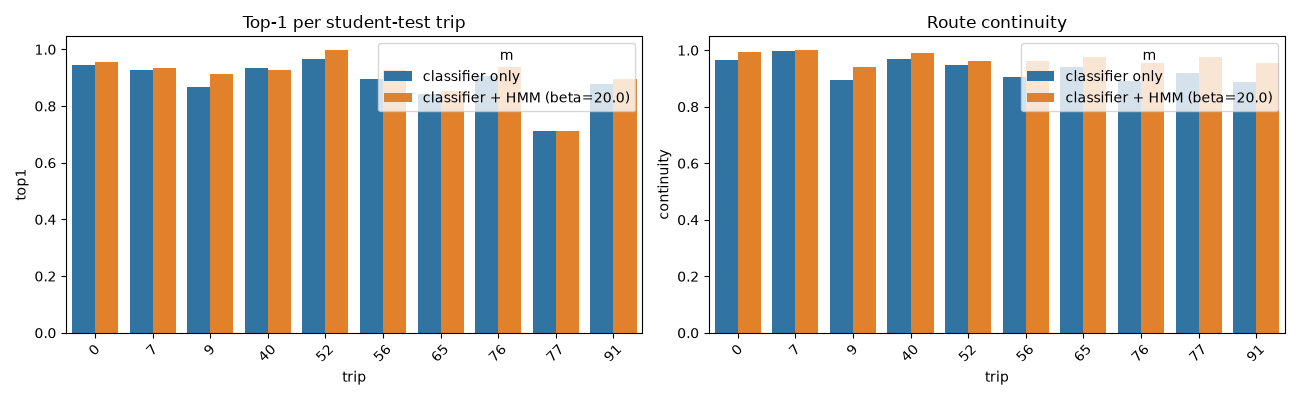 Top-1 per student-test trip
top1
1.0
0.8
0.6
0.4
0.2
0.0
m
classifier only
classifier + HMM (beta=20.0)
0 7 9 40 52 56 65 76 77 91
trip
Route continuity
continuity
1.0
0.8
0.6
0.4
0.2
0.0
m
classifier only
classifier + HMM (beta=20.0)
0 7 9 40 52 56 65 76 77 91
trip